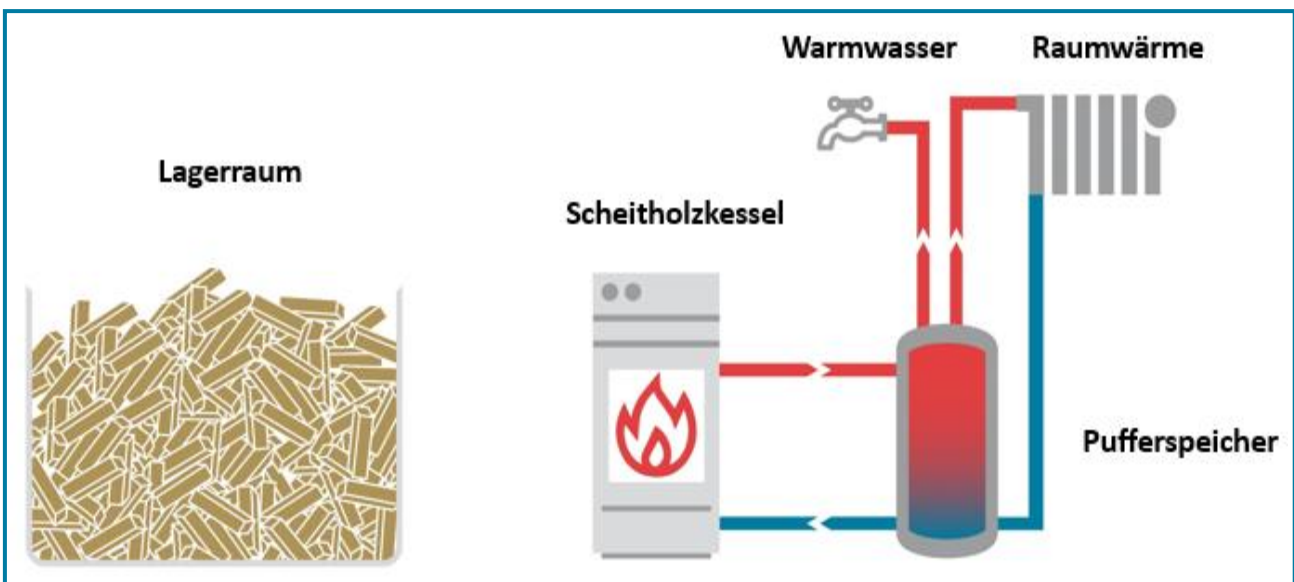 Warmwasser
Raumwärme
Lagerraum
Scheitholzkessel
Pufferspeicher